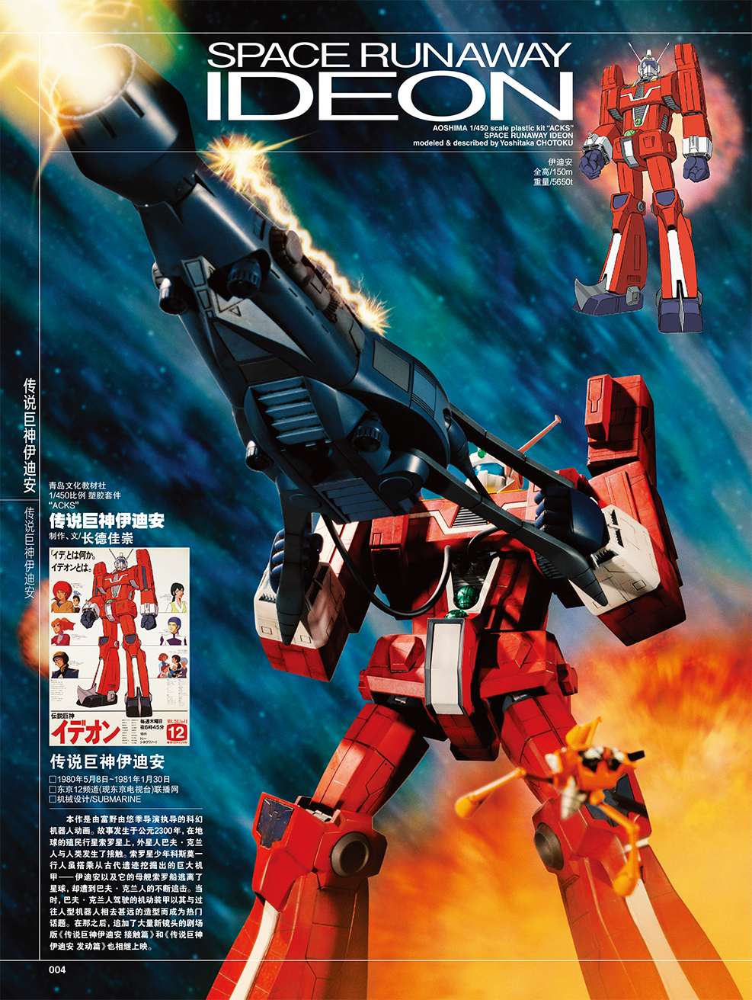 SPACE RUNAWAY
IDEON
AOSHIMA 1/450 scale plastic kit "ACKS"
SPACE RUNAWAY IDEON
modeled & described by Yoshitaka CHOTOKU
伊迪安
全高/150m
重量/5650t
传说巨神伊迪安
传说巨神伊迪安
青岛文化教材社
1/450比例 塑胶套件
“ACKS”
传说巨神伊迪安
制作、文/长德佳崇
「イデ」とは何か。
イデオンとは。
伝説巨神
イデオン
毎週木曜日
夜6時45分
12
传说巨神伊迪安
□1980年5月8日~1981年1月30日
□东京12频道(现东京电视台)联播网
□机械设计/SUBMARINE
本作是由富野由悠季导演执导的科幻
机器人动画。故事发生于公元2300年，在地
球的殖民行星索罗星上，外星人巴夫·克兰
人与人类发生了接触。索罗星少年科斯莫一
行人虽搭乘从古代遗迹挖掘出的巨大机
甲——伊迪安以及它的母舰索罗船逃离了
星球，却遭到巴夫·克兰人的不断追击。当
时，巴夫·克兰人驾驶的机动装甲以其与过
往人型机器人相去甚远的造型而成为热门
话题。在那之后，追加了大量新镜头的剧场
版《传说巨神伊迪安 接触篇》和《传说巨神
伊迪安 发动篇》也相继上映。
004